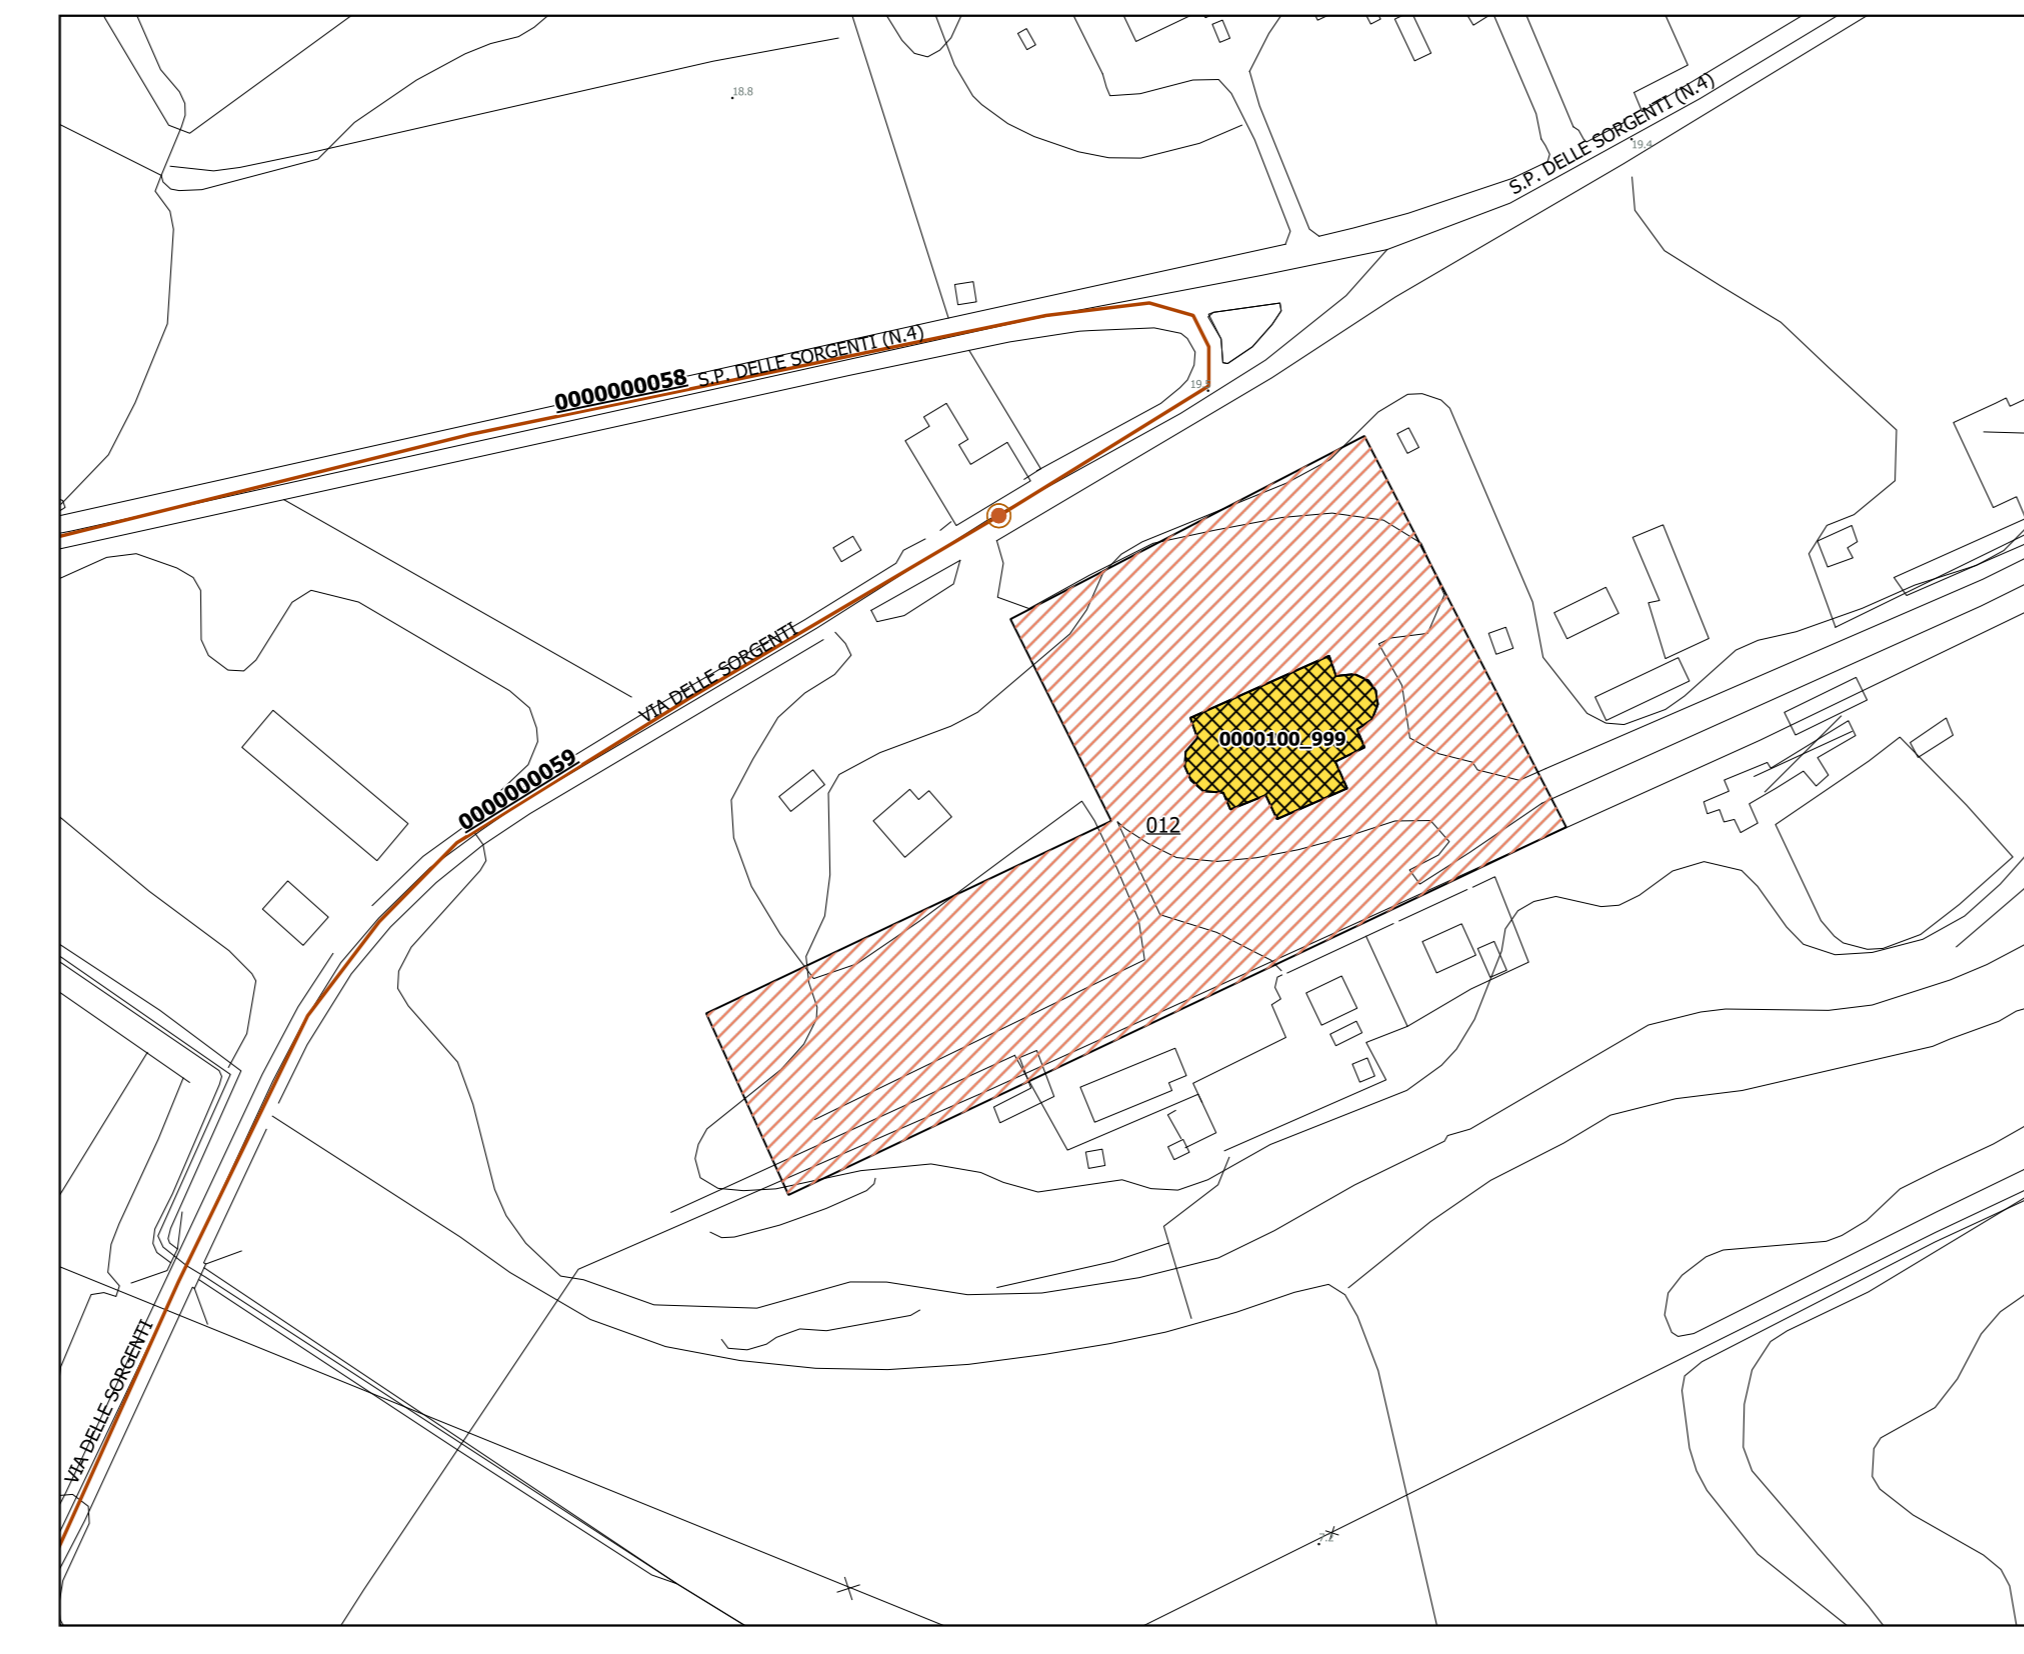 18.8
S.P. DELLE SORGENTI (N.4)
19.4
S.P. DELLE SORGENTI (N.4)
0000000058
VIA DELLE SORGENTI
0000100_999
0000000059
012
VIA DELLE SORGENTI